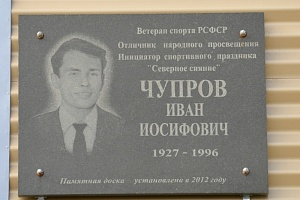 Ветеран спорта РСФСР
Отличник народного просвещения
Инициатор спортивного праздника
"Северное сияние"
ЧУПРОВ
ИВАН
ИОСИФОВИЧ
1927 - 1996
Памятная доска установлена в 2012 году